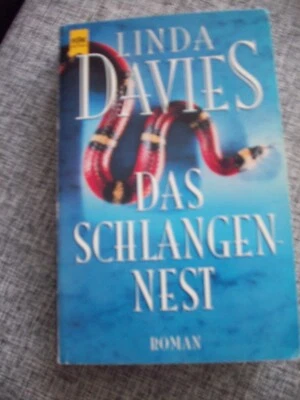 LINDA
DAVIES
DAS
SCHLANGEN-
NEST
ROMAN